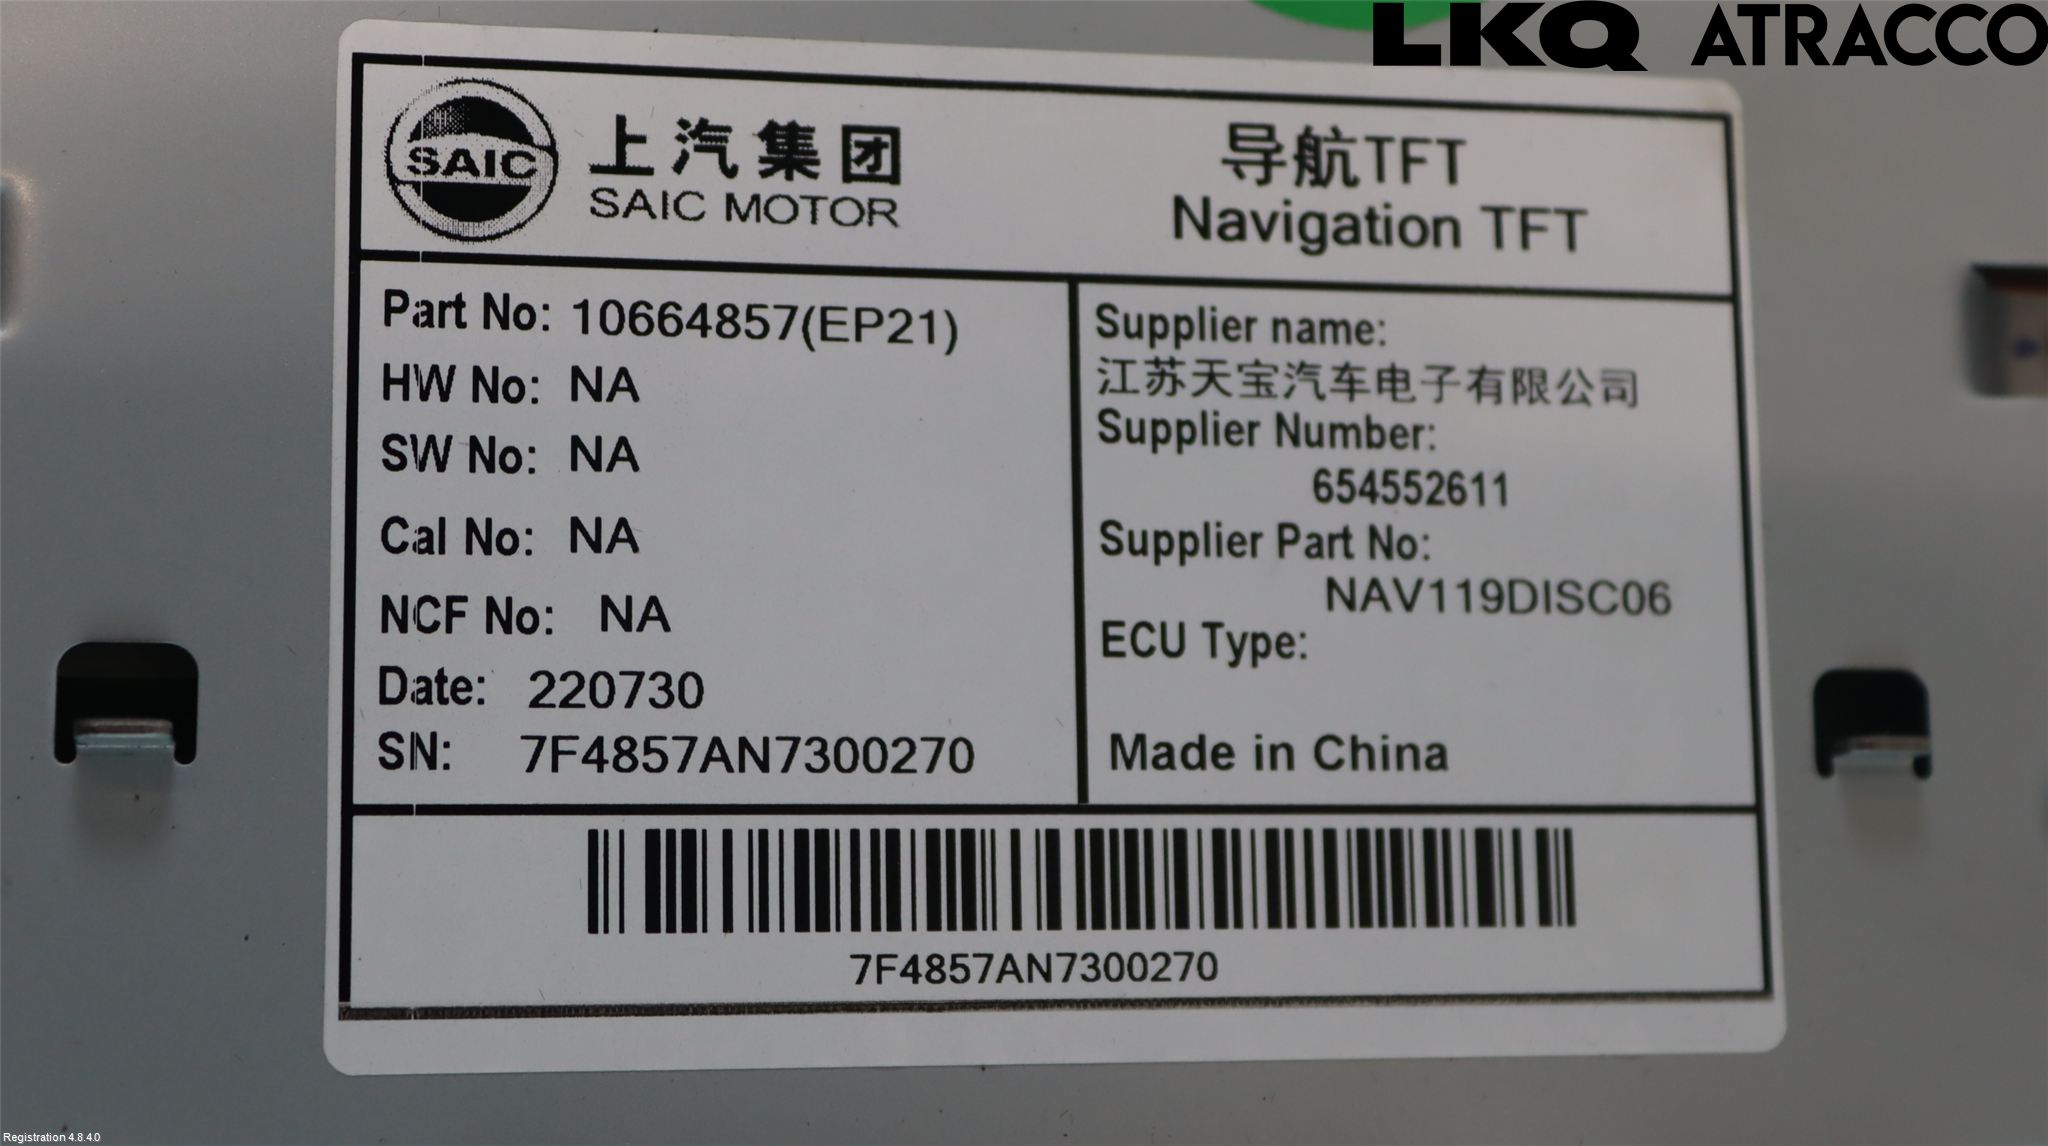 LKQ ATRACCO
SAIC
上汽集团
SAIC MOTOR
导航TFT
Navigation TFT
Part No: 10664857(EP21)
HW No: NA
SW No: NA
Cal No: NA
NCF No: NA
Date: 220730
SN: 7F4857AN7300270
Supplier name:
江苏天宝汽车电子有限公司
Supplier Number:
654552611
Supplier Part No:
NAV119DISC06
ECU Type:
Made in China
7F4857AN7300270
Registration 4.8.4.0